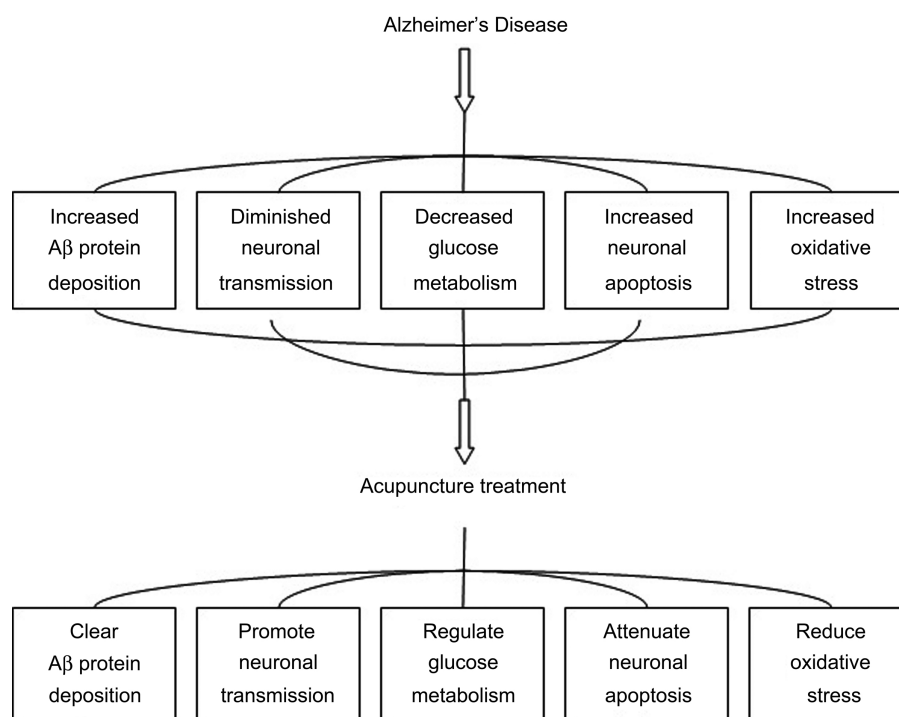 Alzheimer's Disease
Increased
Aβ protein
deposition
Diminished
neuronal
transmission
Decreased
glucose
metabolism
Increased
neuronal
apoptosis
Increased
oxidative
stress
Acupuncture treatment
Clear
Aβ protein
deposition
Promote
neuronal
transmission
Regulate
glucose
metabolism
Attenuate
neuronal
apoptosis
Reduce
oxidative
stress